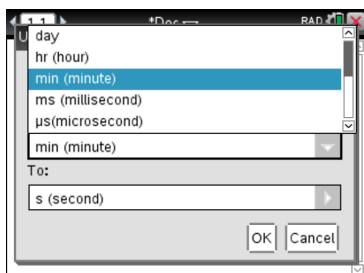 1.1 *Doc RAD
U
day
hr (hour)
min (minute)
ms (millisecond)
µs(microsecond)
min (minute)
To:
s (second)
OK Cancel